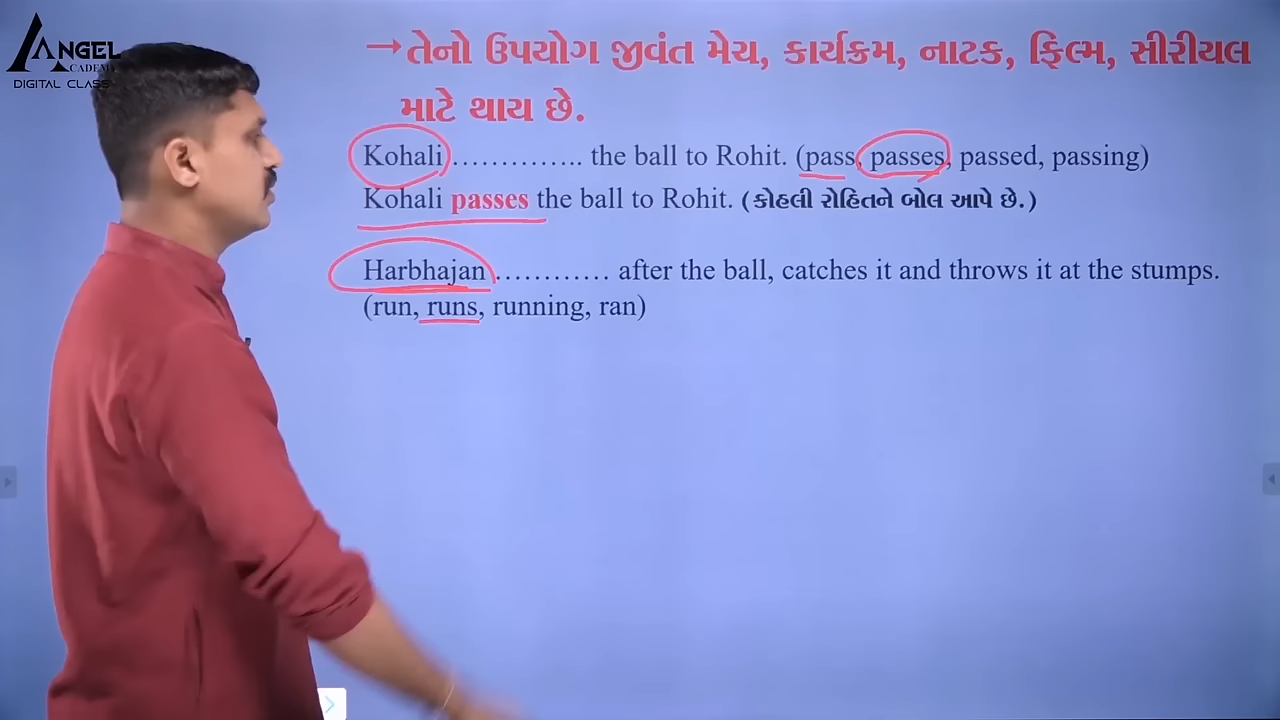 ANGEL
ACADEMY
DIGITAL CLASS
→તેનો ઉપયોગ જીવંત મેચ, કાર્યક્રમ, નાટક, ફિલ્મ, સીરીયલ
માટે થાય છે.
Kohali ………….. the ball to Rohit. (pass, passes, passed, passing)
Kohali passes the ball to Rohit. (કોહલી રોહિતને બોલ આપે છે.)
Harbhajan ………… after the ball, catches it and throws it at the stumps.
(run, runs, running, ran)